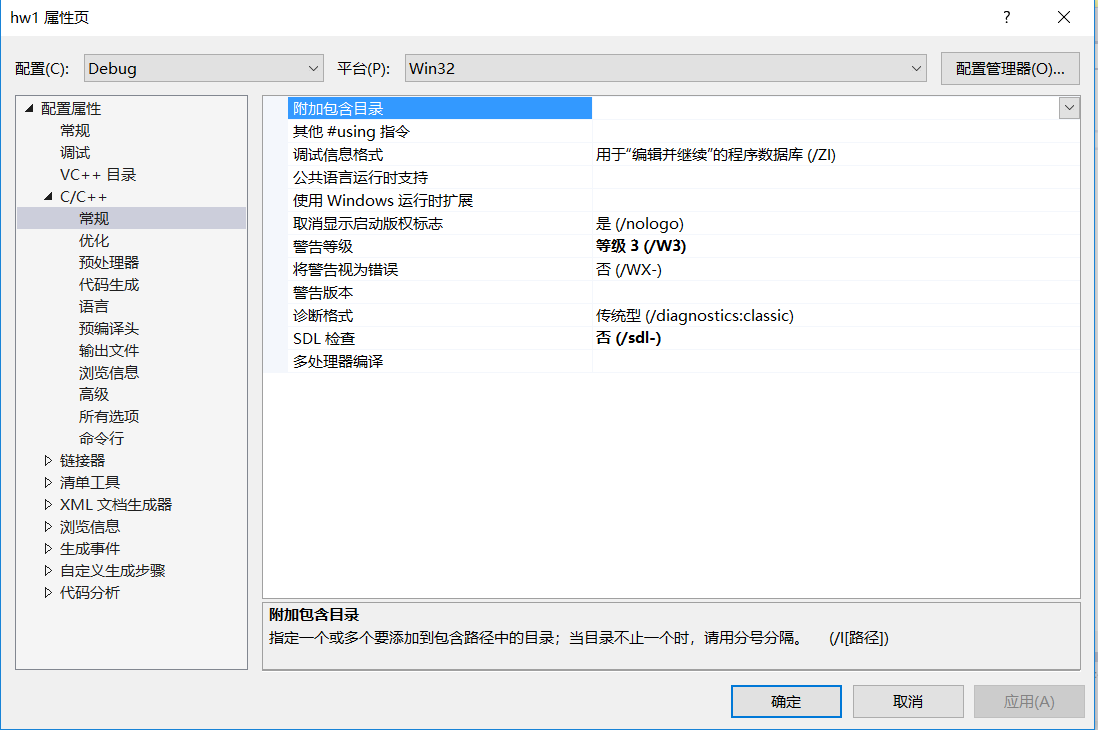 hw1 属性页
配置(C): Debug 平台(P): Win32 配置管理器(O)...
配置属性
常规
调试
VC++ 目录
C/C++
常规
优化
预处理器
代码生成
语言
预编译头
输出文件
浏览信息
高级
所有选项
命令行
链接器
清单工具
XML 文档生成器
浏览信息
生成事件
自定义生成步骤
代码分析
附加包含目录
其他 #using 指令
调试信息格式 用于“编辑并继续”的程序数据库 (/ZI)
公共语言运行时支持
使用 Windows 运行时扩展
取消显示启动版权标志 是 (/nologo)
警告等级 等级 3 (/W3)
将警告视为错误 否 (/WX-)
警告版本
诊断格式 传统型 (/diagnostics:classic)
SDL 检查 否 (/sdl-)
多处理器编译
附加包含目录
指定一个或多个要添加到包含路径中的目录；当目录不止一个时，请用分号分隔。 (/I[路径])
确定 取消 应用(A)